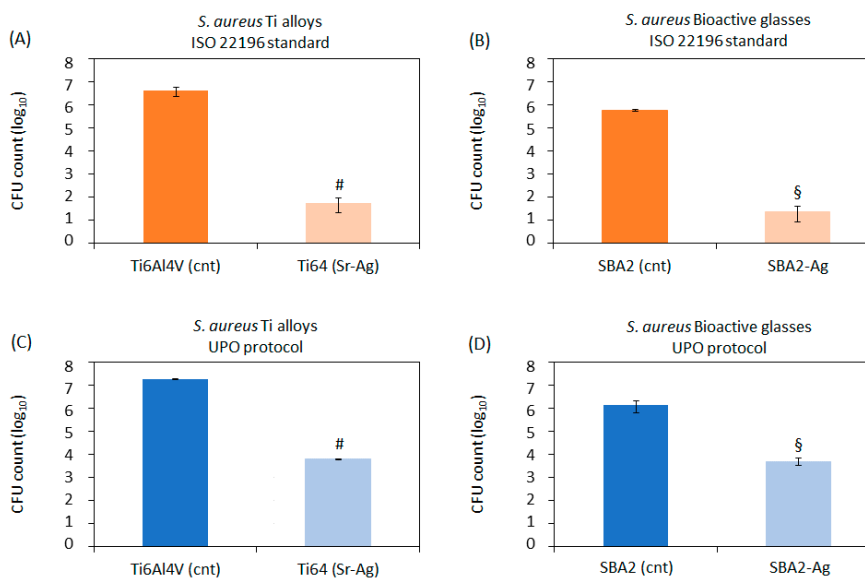 (A)
S. aureus Ti alloys
ISO 22196 standard
CFU count (log10)
8
7
6
5
4
3
2
1
0
#
Ti6Al4V (cnt)
Ti64 (Sr-Ag)
(B)
S. aureus Bioactive glasses
ISO 22196 standard
CFU count (log10)
8
7
6
5
4
3
2
1
0
§
SBA2 (cnt)
SBA2-Ag
(C)
S. aureus Ti alloys
UPO protocol
CFU count (log10)
8
7
6
5
4
3
2
1
0
#
Ti6Al4V (cnt)
Ti64 (Sr-Ag)
(D)
S. aureus Bioactive glasses
UPO protocol
CFU count (log10)
8
7
6
5
4
3
2
1
0
§
SBA2 (cnt)
SBA2-Ag